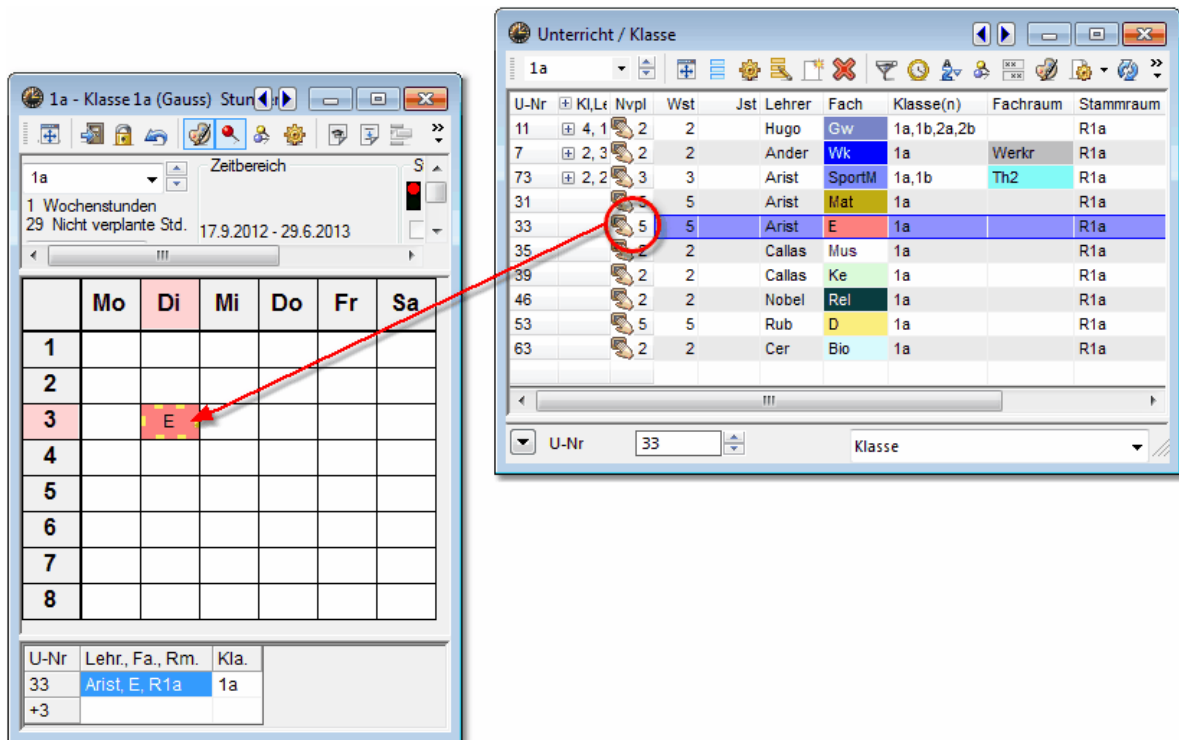 Unterricht / Klasse
1a
U-Nr Kl,Le Nvpl Wst Jst Lehrer Fach Klasse(n) Fachraum Stammraum
11 4, 1 2 2 Hugo Gw 1a,1b,2a,2b R1a
7 2, 3 2 2 Ander Wk 1a Werkr R1a
73 2, 2 3 3 Arist SportM 1a,1b Th2 R1a
31 5 5 Arist Mat 1a R1a
33 5 5 Arist E 1a R1a
35 2 2 Callas Mus 1a R1a
39 2 2 Callas Ke 1a R1a
46 2 2 Nobel Rel 1a R1a
53 5 5 Rub D 1a R1a
63 2 2 Cer Bio 1a R1a
U-Nr 33 Klasse
1a - Klasse 1a (Gauss) Stun
1a
Zeitbereich S
1 Wochenstunden
29 Nicht verplante Std.
17.9.2012 - 29.6.2013
Mo Di Mi Do Fr Sa
1
2
3 E
4
5
6
7
8
U-Nr Lehr., Fa., Rm. Kla.
33 Arist, E, R1a 1a
+3